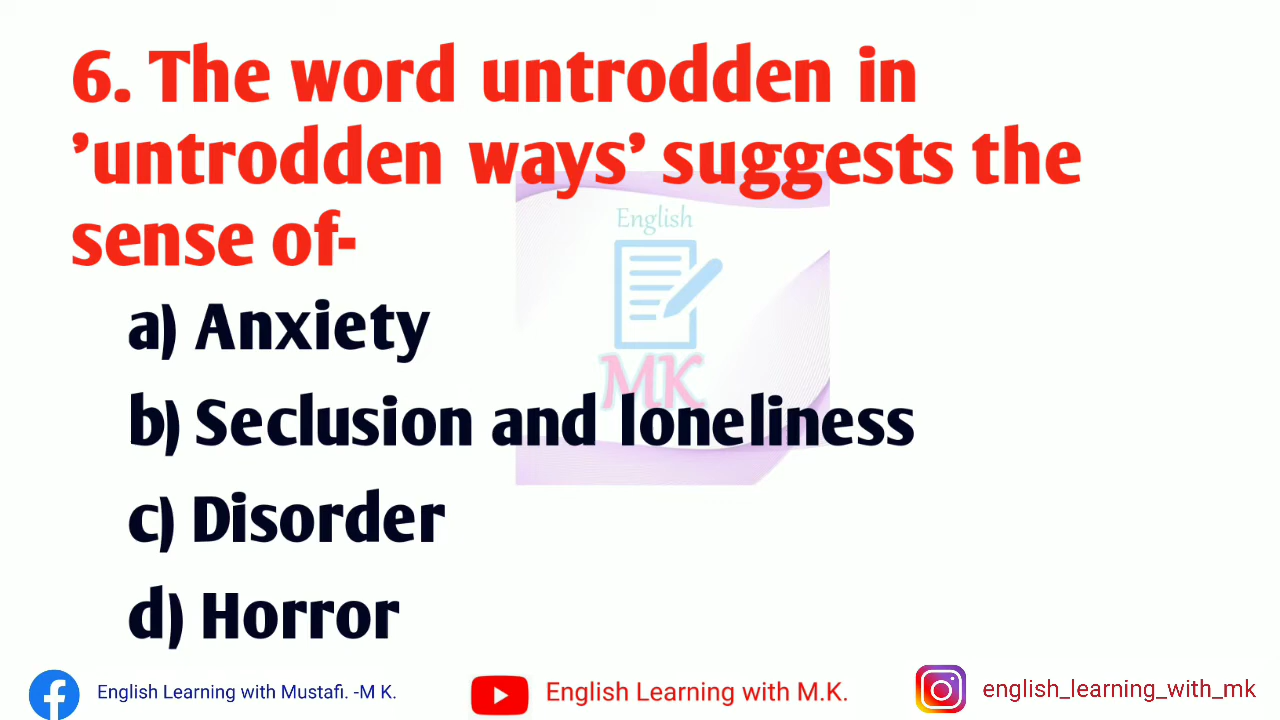 6. The word untrodden in
’untrodden ways’ suggests the
sense of-
English
MK
a) Anxiety
b) Seclusion and loneliness
c) Disorder
d) Horror
English Learning with Mustafi. -M K.
English Learning with M.K.
english_learning_with_mk